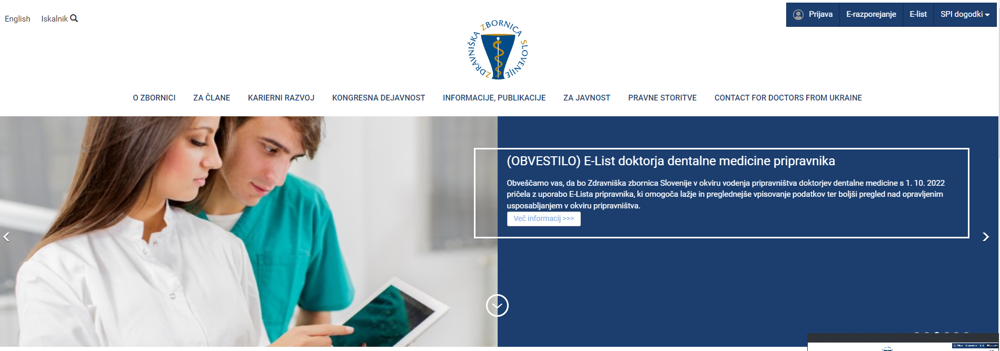 English Iskalnik
Prijava E-razporejanje E-list SPI dogodki
ZDRAVNIŠKA ZBORNICA SLOVENIJE
O ZBORNICI ZA ČLANE KARIERNI RAZVOJ KONGRESNA DEJAVNOST INFORMACIJE, PUBLIKACIJE ZA JAVNOST PRAVNE STORITVE CONTACT FOR DOCTORS FROM UKRAINE
(OBVESTILO) E-List doktorja dentalne medicine pripravnika
Obveščamo vas, da bo Zdravniška zbornica Slovenije v okviru vodenja pripravništva doktorjev dentalne medicine s 1. 10. 2022
pričela z uporabo E-Lista pripravnika, ki omogoča lažje in preglednejše vpisovanje podatkov ter boljši pregled nad opravljenim
usposabljanjem v okviru pripravništva.
Več informacij >>>